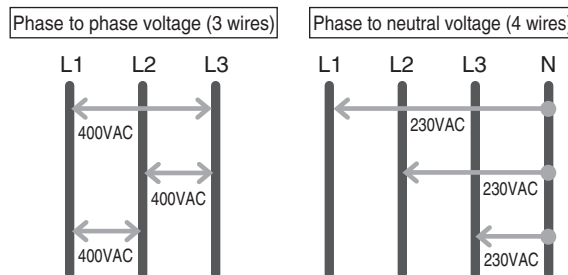 Phase to phase voltage (3 wires)
L1 L2 L3
400VAC
400VAC
400VAC
Phase to neutral voltage (4 wires)
L1 L2 L3 N
230VAC
230VAC
230VAC